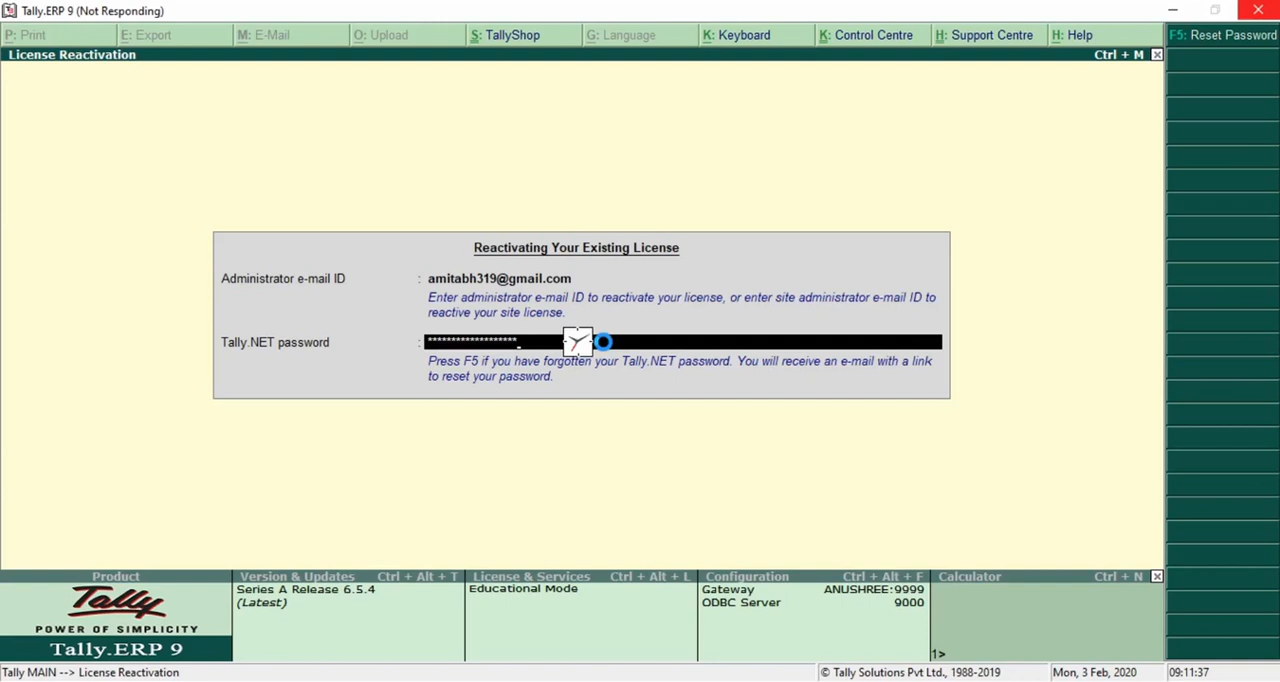 Tally.ERP 9 (Not Responding)
P: Print E: Export M: E-Mail O: Upload S: TallyShop G: Language K: Keyboard K: Control Centre H: Support Centre H: Help F5: Reset Password
License Reactivation Ctrl + M
Reactivating Your Existing License
Administrator e-mail ID : amitabh319@gmail.com
Enter administrator e-mail ID to reactivate your license, or enter site administrator e-mail ID to
reactive your site license.
Tally.NET password : *******************
Press F5 if you have forgotten your Tally.NET password. You will receive an e-mail with a link
to reset your password.
Product Version & Updates Ctrl + Alt + T License & Services Ctrl + Alt + L Configuration Ctrl + Alt + F Calculator Ctrl + N
Series A Release 6.5.4 Educational Mode Gateway ANUSHREE:9999
(Latest) ODBC Server 9000
Tally
POWER OF SIMPLICITY
Tally.ERP 9
1>
Tally MAIN --> License Reactivation © Tally Solutions Pvt Ltd., 1988-2019 Mon, 3 Feb, 2020 09:11:37